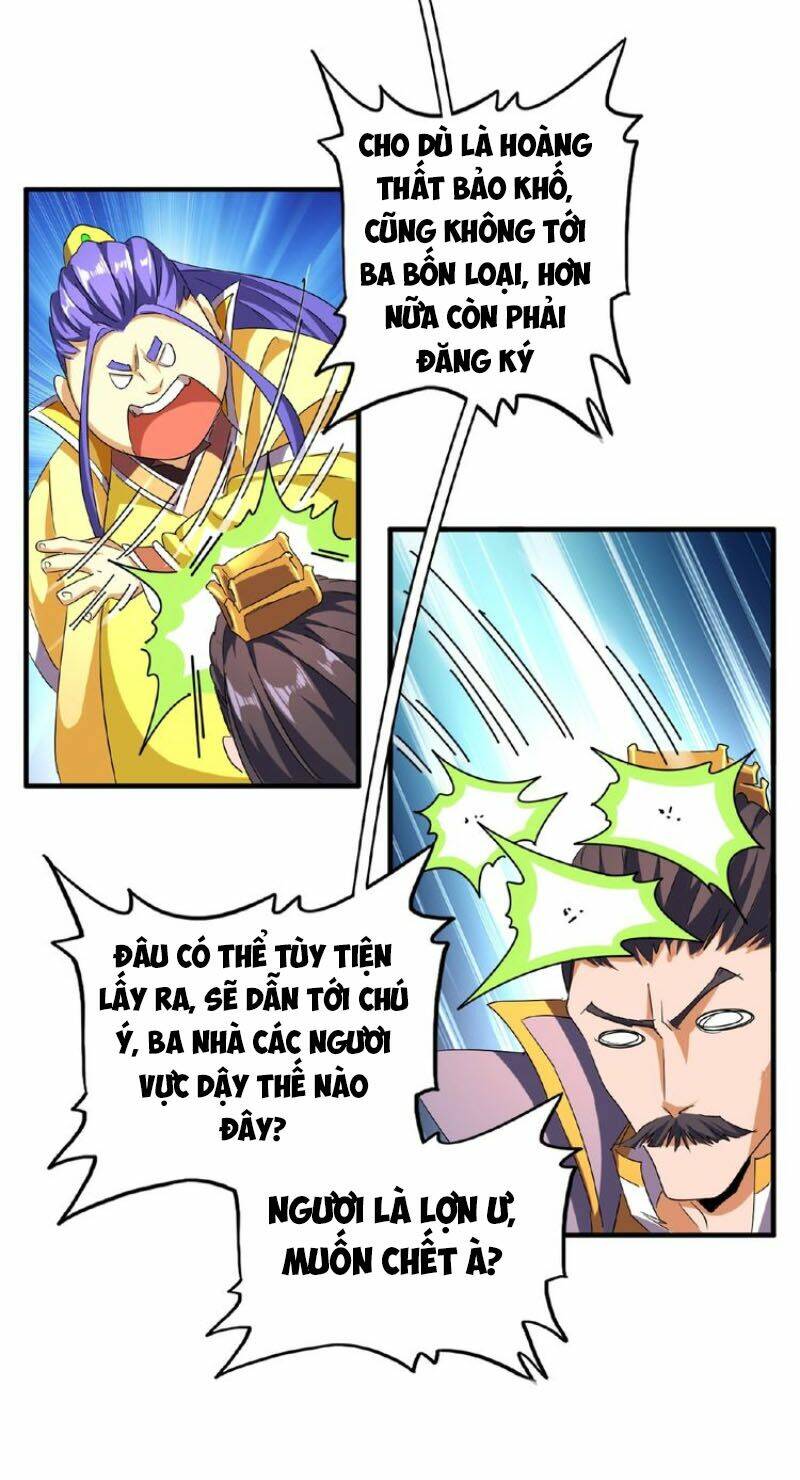 CHO DÙ LÀ HOÀNG
THẤT BẢO KHỐ,
CŨNG KHÔNG TỚI
BA BỐN LOẠI, HƠN
NỮA CÒN PHẢI
ĐĂNG KÝ
ĐÂU CÓ THỂ TÙY TIỆN
LẤY RA, SẼ DẪN TỚI CHÚ
Ý, BA NHÀ CÁC NGƯƠI
VỰC DẬY THẾ NÀO
ĐÂY?
NGƯƠI LÀ LỢN Ư,
MUỐN CHẾT À?